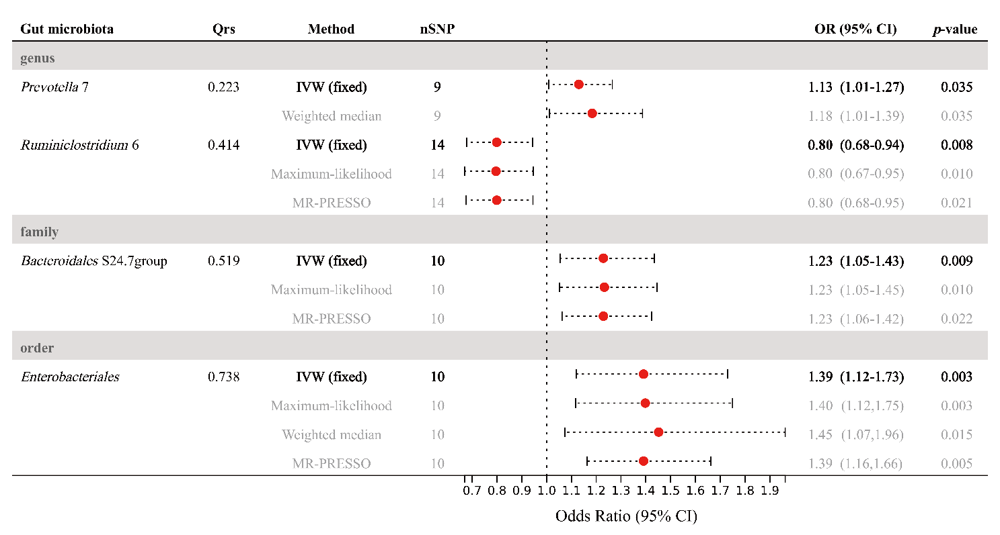 Gut microbiota Qrs Method nSNP OR (95% CI) p-value
genus
Prevotella 7 0.223 IVW (fixed) 9 1.13 (1.01-1.27) 0.035
Weighted median 9 1.18 (1.01-1.39) 0.035
Ruminiclostridium 6 0.414 IVW (fixed) 14 0.80 (0.68-0.94) 0.008
Maximum-likelihood 14 0.80 (0.67-0.95) 0.010
MR-PRESSO 14 0.80 (0.68-0.95) 0.021
family
Bacteroidales S24.7group 0.519 IVW (fixed) 10 1.23 (1.05-1.43) 0.009
Maximum-likelihood 10 1.23 (1.05-1.45) 0.010
MR-PRESSO 10 1.23 (1.06-1.42) 0.022
order
Enterobacteriales 0.738 IVW (fixed) 10 1.39 (1.12-1.73) 0.003
Maximum-likelihood 10 1.40 (1.12,1.75) 0.003
Weighted median 10 1.45 (1.07,1.96) 0.015
MR-PRESSO 10 1.39 (1.16,1.66) 0.005
0.7 0.8 0.9 1.0 1.1 1.2 1.3 1.4 1.5 1.6 1.7 1.8 1.9
Odds Ratio (95% CI)